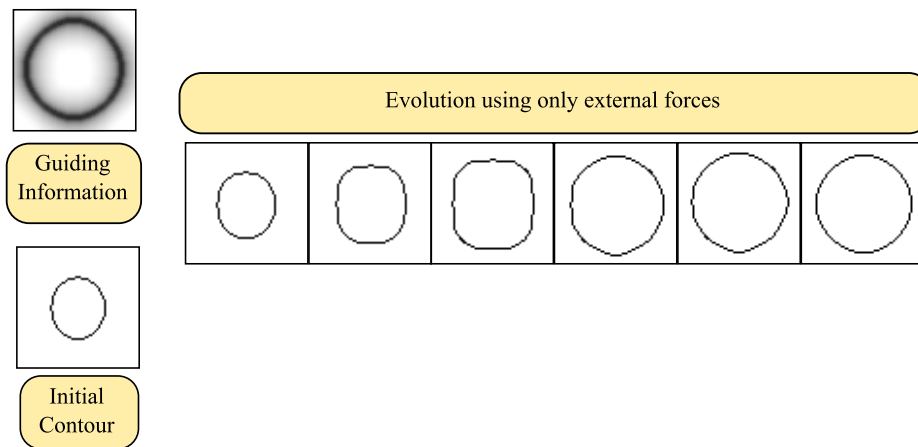 Evolution using only external forces
Guiding
Information
Initial
Contour